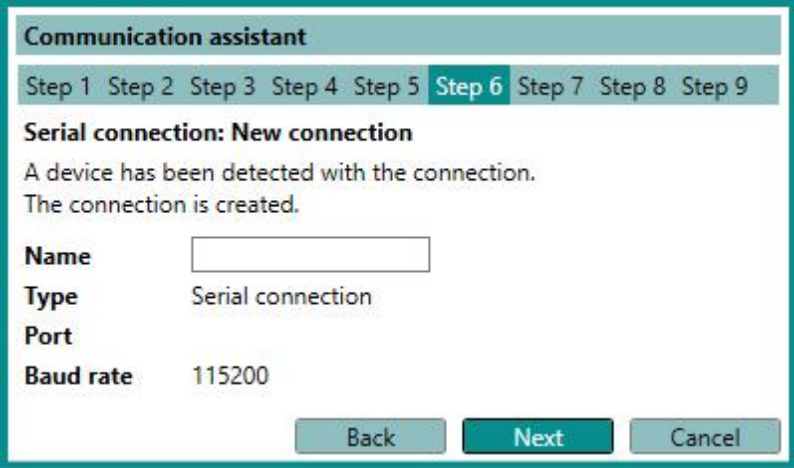 Communication assistant
Step 1 Step 2 Step 3 Step 4 Step 5 Step 6 Step 7 Step 8 Step 9
Serial connection: New connection
A device has been detected with the connection.
The connection is created.
Name
Type Serial connection
Port
Baud rate 115200
Back Next Cancel